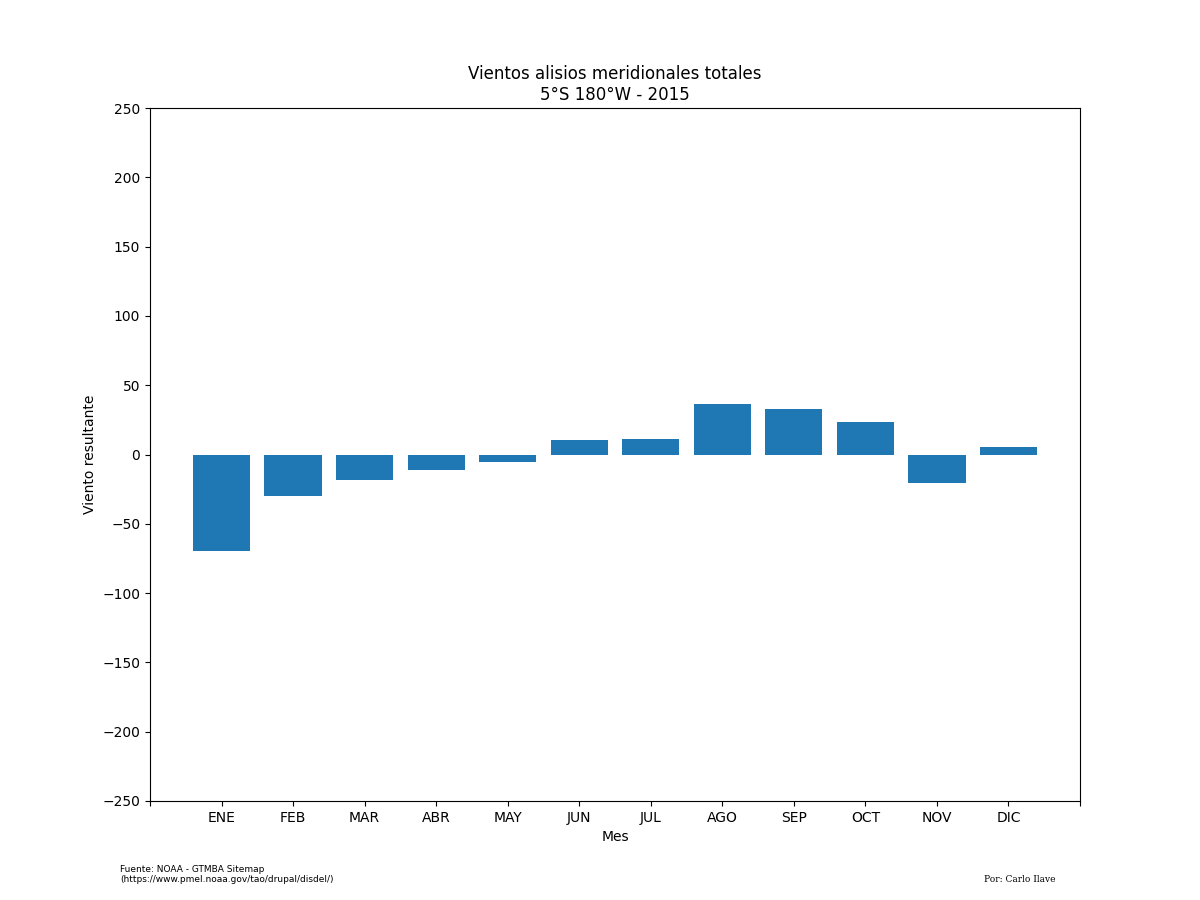 Vientos alisios meridionales totales
5°S 180°W - 2015
250
200
150
100
50
0
−50
−100
−150
−200
−250
Viento resultante
ENE FEB MAR ABR MAY JUN JUL AGO SEP OCT NOV DIC
Mes
Fuente: NOAA - GTMBA Sitemap
(https://www.pmel.noaa.gov/tao/drupal/disdel/)
Por: Carlo Ilave